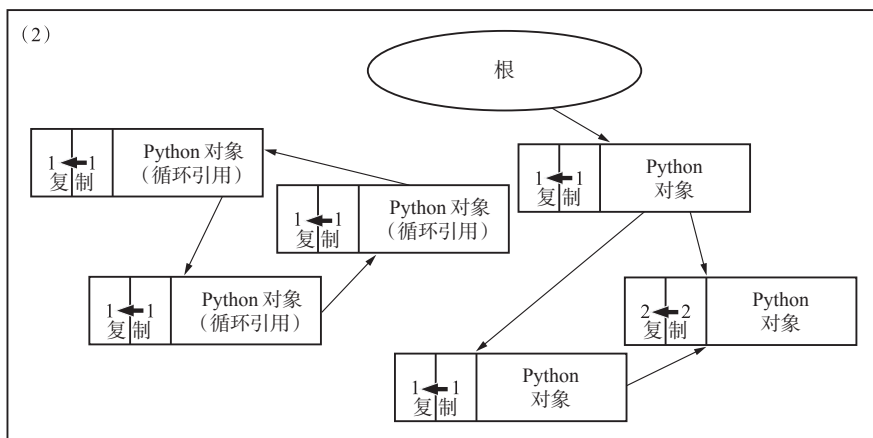 (2)
根
1 1
复 制
Python 对象
(循环引用)
1 1
复 制
Python
对象
1 1
复 制
Python 对象
(循环引用)
1 1
复 制
Python 对象
(循环引用)
2 2
复 制
Python
对象
1 1
复 制
Python
对象